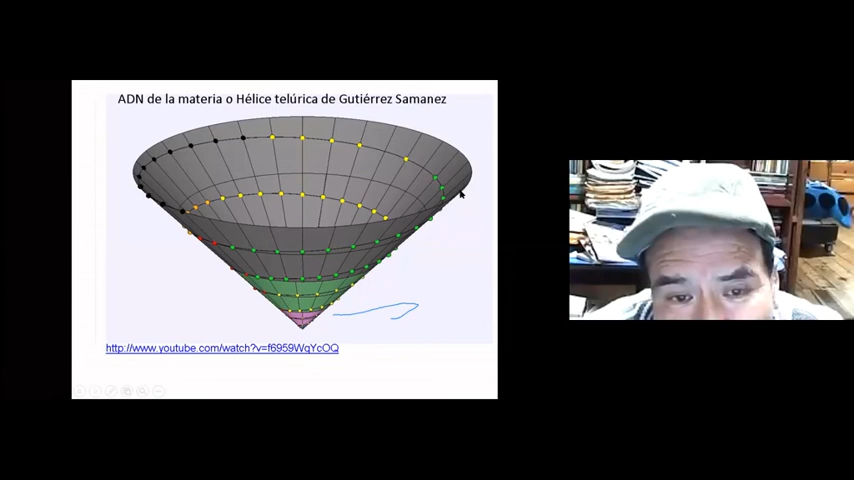 ADN de la materia o Hélice telúrica de Gutiérrez Samanez
http://www.youtube.com/watch?v=f6959WqYcOQ